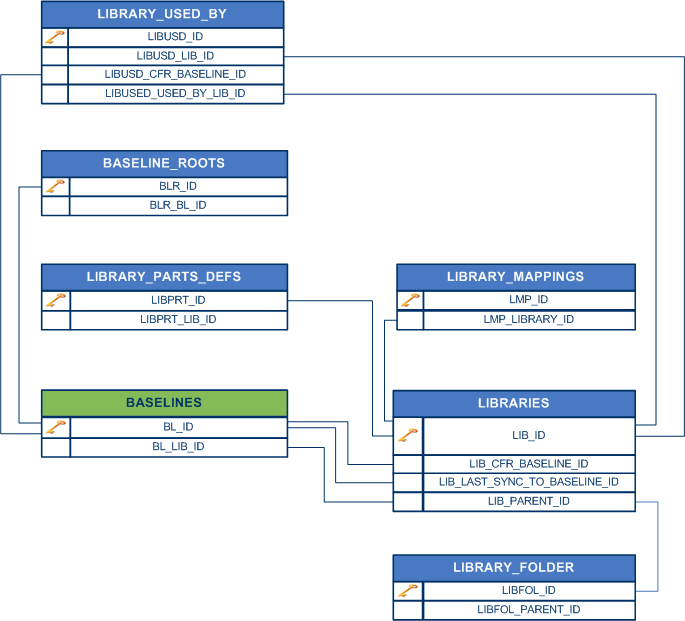 LIBRARY_USED_BY
LIBUSD_ID
LIBUSD_LIB_ID
LIBUSD_CFR_BASELINE_ID
LIBUSED_USED_BY_LIB_ID
BASELINE_ROOTS
BLR_ID
BLR_BL_ID
LIBRARY_PARTS_DEFS
LIBPRT_ID
LIBPRT_LIB_ID
LIBRARY_MAPPINGS
LMP_ID
LMP_LIBRARY_ID
BASELINES
BL_ID
BL_LIB_ID
LIBRARIES
LIB_ID
LIB_CFR_BASELINE_ID
LIB_LAST_SYNC_TO_BASELINE_ID
LIB_PARENT_ID
LIBRARY_FOLDER
LIBFOL_ID
LIBFOL_PARENT_ID